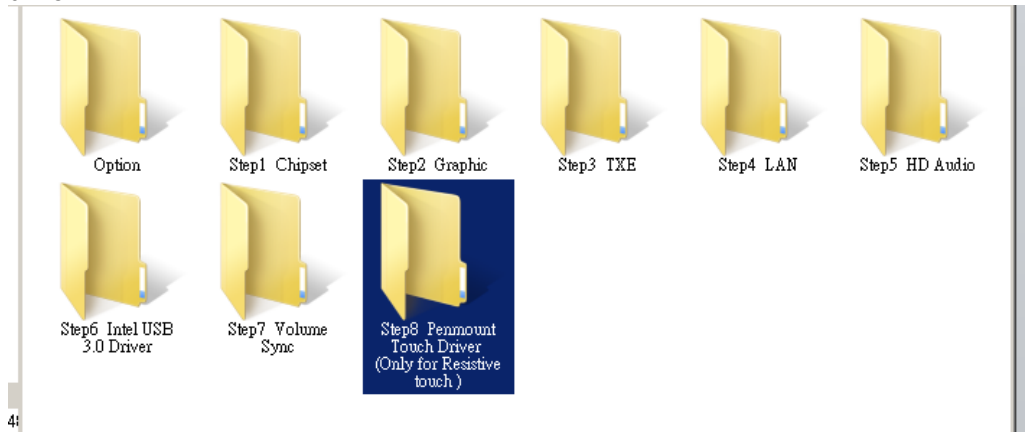 Option
Step1 Chipset
Step2 Graphic
Step3 TXE
Step4 LAN
Step5 HD Audio
Step6 Intel USB
3.0 Driver
Step7 Volume
Sync
Step8 Penmount
Touch Driver
(Only for Resistive
touch )